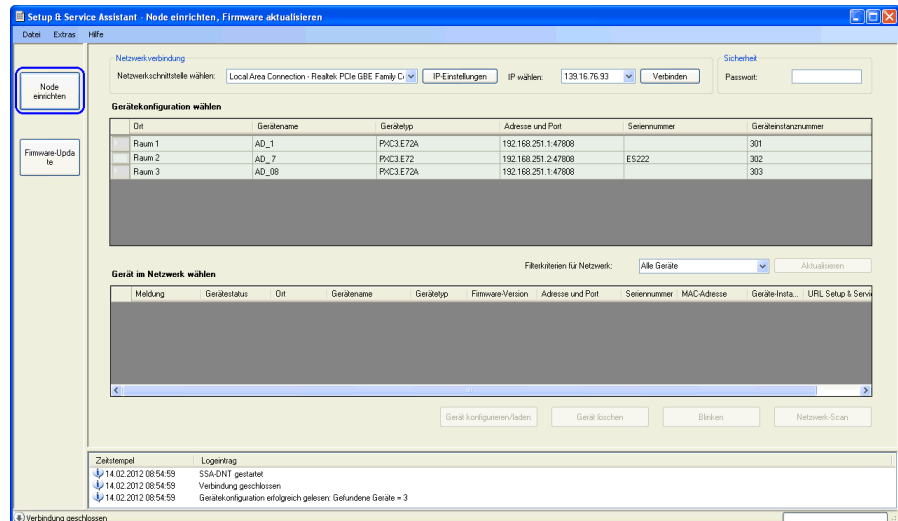 Setup & Service Assistant - Node einrichten, Firmware aktualisieren
Datei Extras Hilfe
Node einrichten
Firmware-Upda
te
Netzwerkverbindung
Netzwerkschnittstelle wählen: Local Area Connection - Realtek PCIe GBE Family C IP-Einstellungen IP wählen: 139.16.76.93 Verbinden
Sicherheit
Passwort:
Gerätekonfiguration wählen
Ort Gerätename Gerätetyp Adresse und Port Seriennummer Geräteinstanznummer
Raum 1 AD_1 PXC3.E72A 192.168.251.1:47808 301
Raum 2 AD_7 PXC3.E72 192.168.251.2:47808 ES222 302
Raum 3 AD_08 PXC3.E72A 192.168.251.1:47808 303
Filterkriterien für Netzwerk: Alle Geräte Aktualisieren
Gerät im Netzwerk wählen
Meldung Gerätestatus Ort Gerätename Gerätetyp Firmware-Version Adresse und Port Seriennummer MAC-Adresse Geräte-Insta... URL Setup & Servi
Gerät konfigurieren/laden Gerät löschen Blinken Netzwerk-Scan
Zeitstempel Logeintrag
14.02.2012 08:54:59 SSA-DNT gestartet
14.02.2012 08:54:59 Verbindung geschlossen
14.02.2012 08:54:59 Gerätekonfiguration erfolgreich gelesen: Gefundene Geräte = 3
Verbindung geschlossen